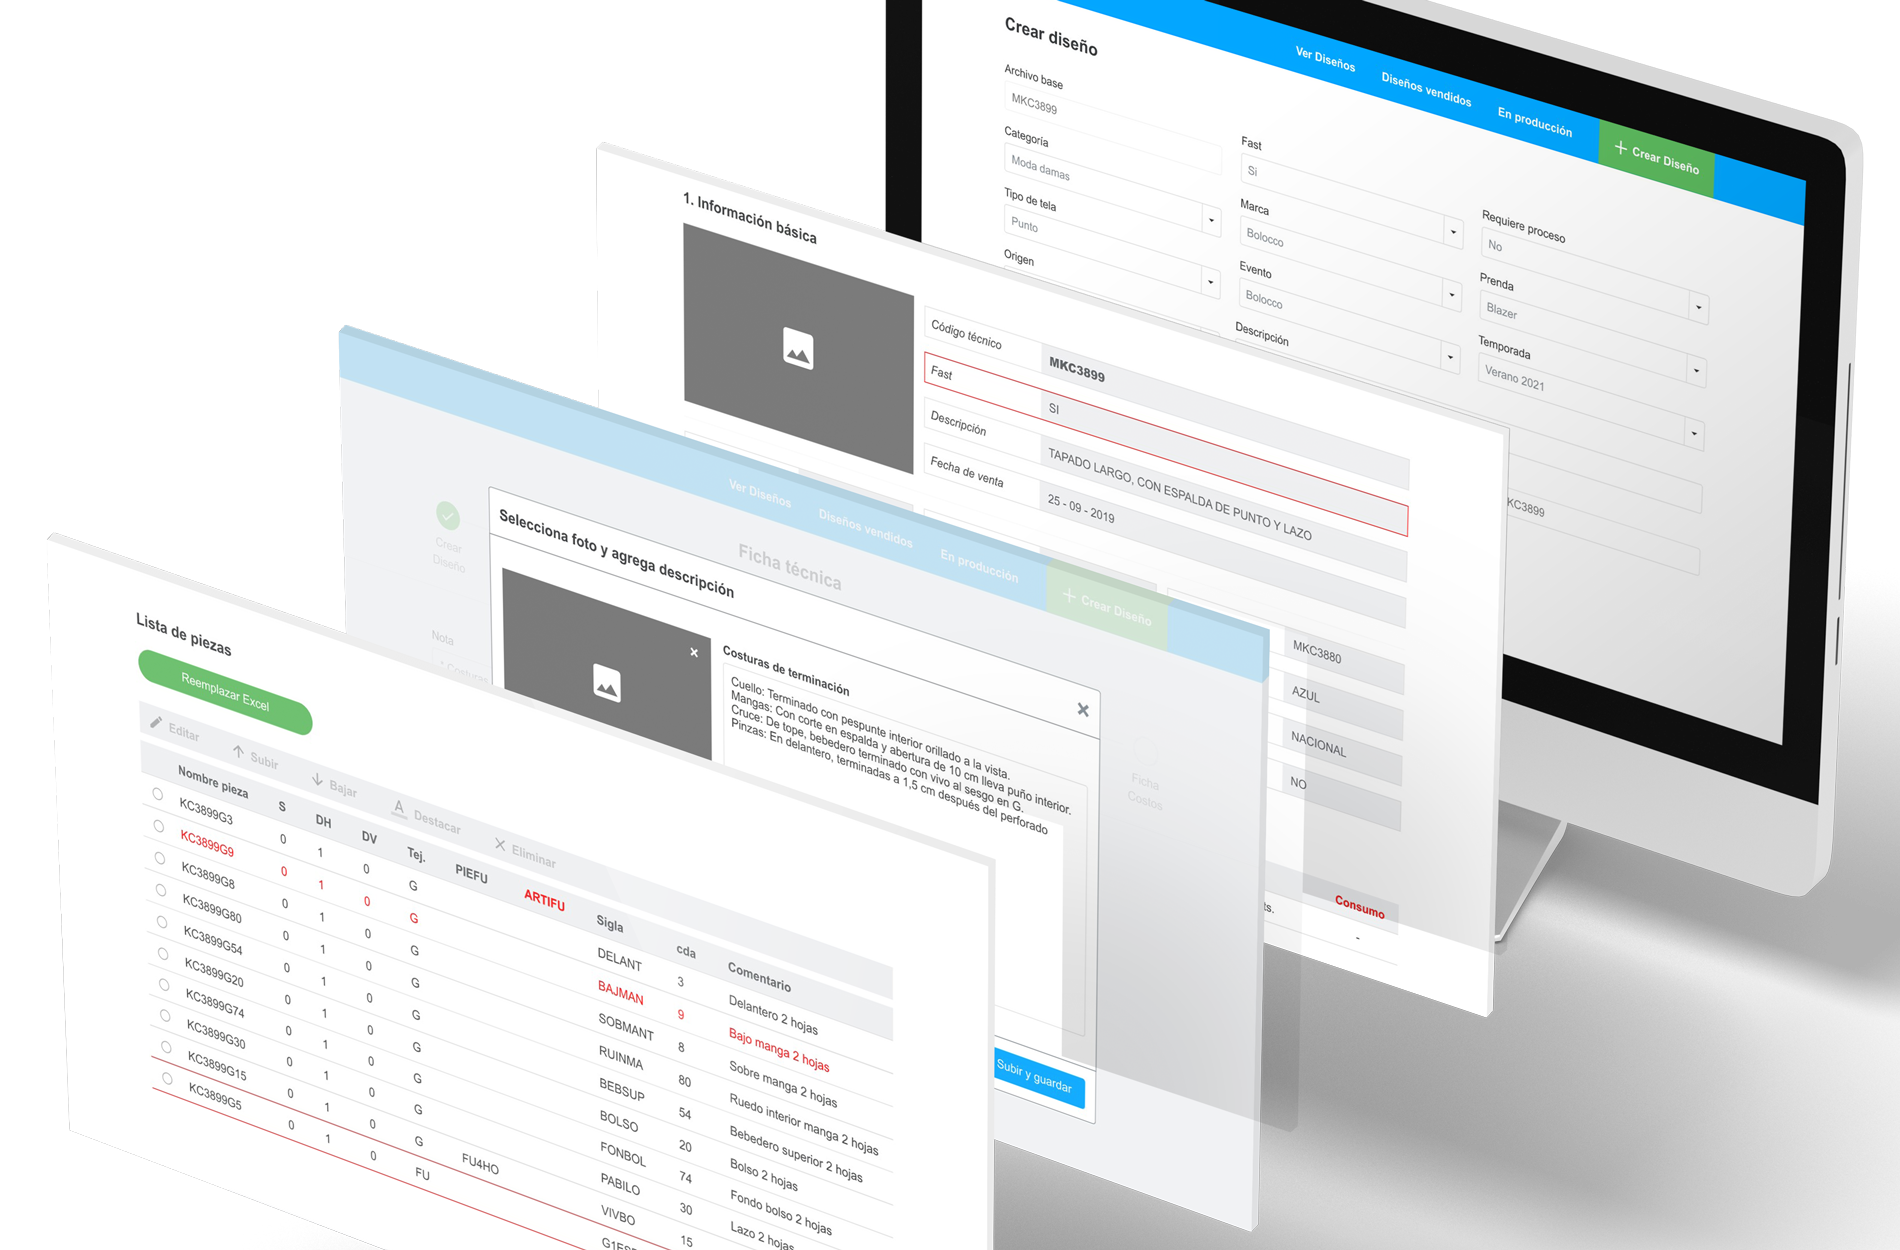 Crear diseño
Ver Diseños
Diseños vendidos
En producción
+ Crear Diseño
Archivo base
MKC3899
Categoría
Moda damas
Tipo de tela
Punto
Origen
Fast
Si
Marca
Bolocco
Evento
Bolocco
Descripción
Requiere proceso
No
Prenda
Blazer
Temporada
Verano 2021
KC3899
1. Información básica
Código técnico
MKC3899
Fast
SI
Descripción
TAPADO LARGO, CON ESPALDA DE PUNTO Y LAZO
Fecha de venta
25 - 09 - 2019
MKC3880
AZUL
NACIONAL
NO
ts.
Consumo
-
Ver Diseños
Diseños vendidos
En producción
+ Crear Diseño
Crear
Diseño
Ficha técnica
Ficha
Costos
Nota
* Costuras
Selecciona foto y agrega descripción
Costuras de terminación
Cuello: Terminado con pespunte interior orillado a la vista.
Mangas: Con corte en espalda y abertura de 10 cm lleva puño interior.
Cruce: De tope, bebedero terminado con vivo al sesgo en G.
Pinzas: En delantero, terminadas a 1,5 cm después del perforado
Subir y guardar
Lista de piezas
Reemplazar Excel
Editar
Subir
Bajar
Destacar
Eliminar
Nombre pieza S DH DV Tej. PIEFU ARTIFU Sigla cda Comentario
KC3899G3 0 1 0 G DELANT 3 Delantero 2 hojas
KC3899G9 0 1 0 G BAJMAN 9 Bajo manga 2 hojas
KC3899G8 0 1 0 G SOBMANT 8 Sobre manga 2 hojas
KC3899G80 0 1 0 G RUINMA 80 Ruedo interior manga 2 hojas
KC3899G54 0 1 0 G BEBSUP 54 Bebedero superior 2 hojas
KC3899G20 0 1 0 G BOLSO 20 Bolso 2 hojas
KC3899G74 0 1 0 G FONBOL 74 Fondo bolso 2 hojas
KC3899G30 0 1 0 G PABILO 30 Lazo 2 hojas
KC3899G15 0 1 0 G FU4HO VIVBO 15
KC3899G5 0 1 0 FU